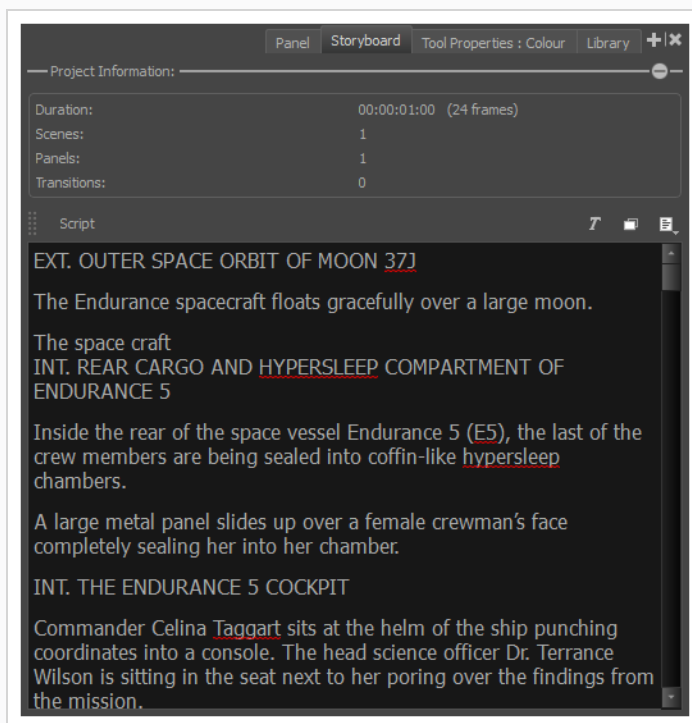 Panel Storyboard Tool Properties : Colour Library
Project Information:
Duration: 00:00:01:00 (24 frames)
Scenes: 1
Panels: 1
Transitions: 0
Script T
EXT. OUTER SPACE ORBIT OF MOON 37J
The Endurance spacecraft floats gracefully over a large moon.
The space craft
INT. REAR CARGO AND HYPERSLEEP COMPARTMENT OF
ENDURANCE 5
Inside the rear of the space vessel Endurance 5 (E5), the last of the
crew members are being sealed into coffin-like hypersleep
chambers.
A large metal panel slides up over a female crewman’s face
completely sealing her into her chamber.
INT. THE ENDURANCE 5 COCKPIT
Commander Celina Taggart sits at the helm of the ship punching
coordinates into a console. The head science officer Dr. Terrance
Wilson is sitting in the seat next to her poring over the findings from
the mission.